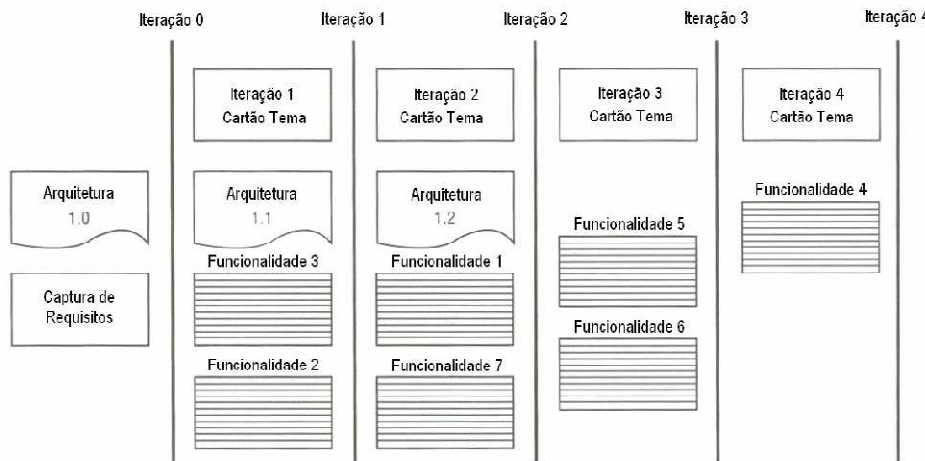 Iteração 0
Iteração 1
Iteração 2
Iteração 3
Iteração 4
Iteração 1
Cartão Tema
Iteração 2
Cartão Tema
Iteração 3
Cartão Tema
Iteração 4
Cartão Tema
Arquitetura
1.0
Arquitetura
1.1
Arquitetura
1.2
Funcionalidade 4
Funcionalidade 5
Funcionalidade 3
Funcionalidade 1
Captura de
Requisitos
Funcionalidade 6
Funcionalidade 2
Funcionalidade 7